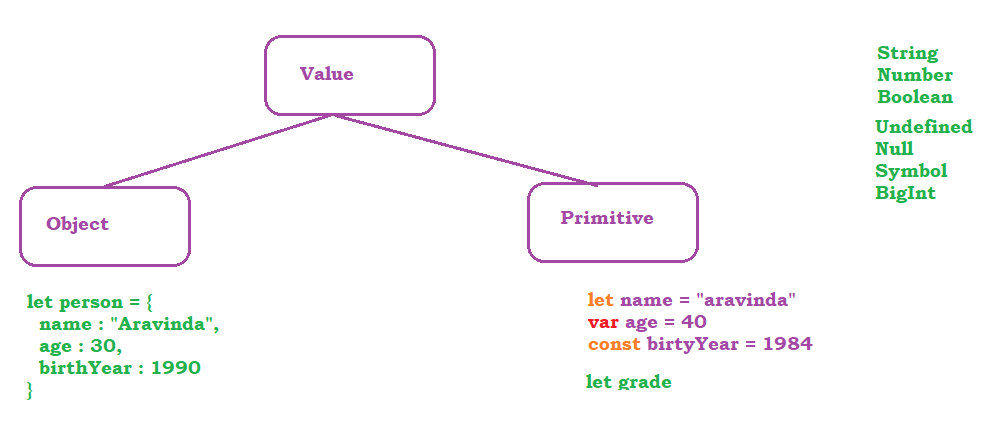 Value
Object
Primitive
String
Number
Boolean
Undefined
Null
Symbol
BigInt
let person = {
name : "Aravinda",
age : 30,
birthYear : 1990
}
let name = "aravinda"
var age = 40
const birtyYear = 1984
let grade